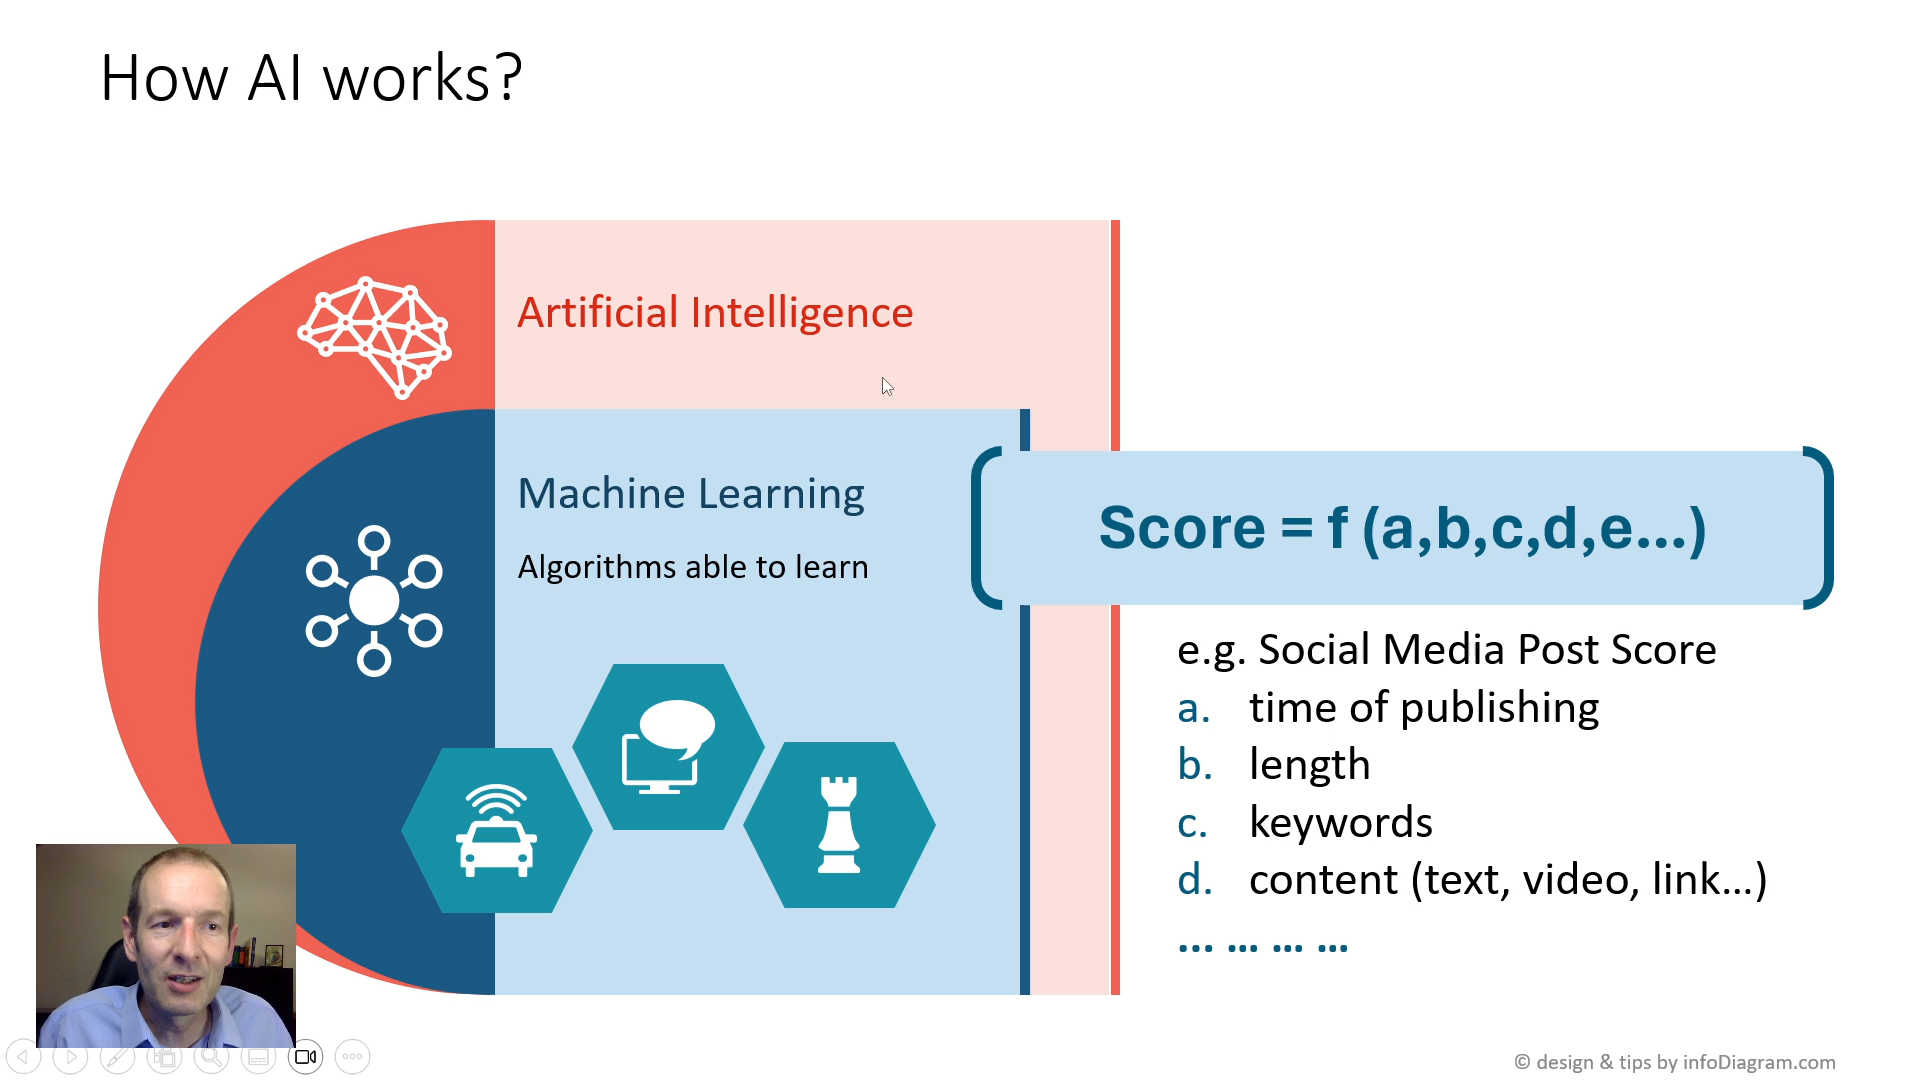 How AI works?
Artificial Intelligence
Machine Learning
Algorithms able to learn
Score = f (a,b,c,d,e...)
e.g. Social Media Post Score
a. time of publishing
b. length
c. keywords
d. content (text, video, link...)
... ... ... ...
© design & tips by infoDiagram.com